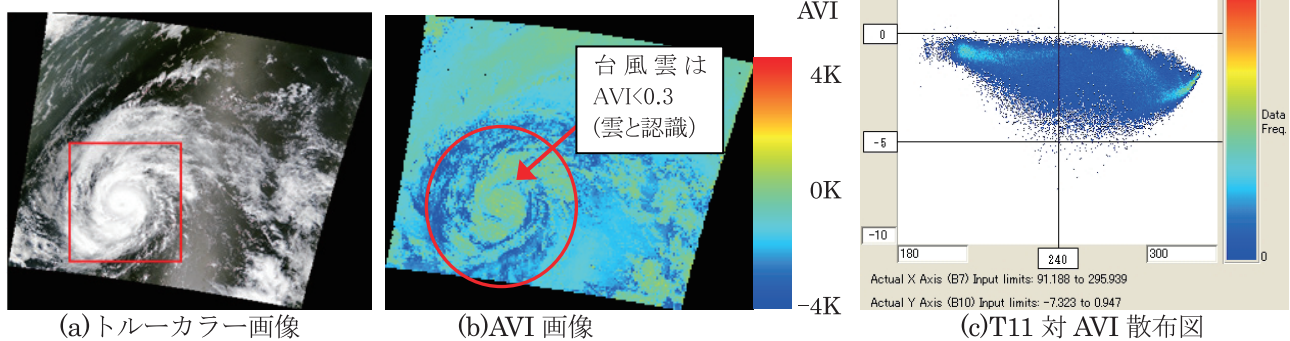 台風雲は
AVI<0.3
(雲と認識)
4K
0K
−4K
AVI
0
−5
−10
180
240
300
Data
Freq.
0
Actual X Axis (B7) Input limits: 91.188 to 295.939
Actual Y Axis (B10) Input limits: -7.323 to 0.947
(a)トルーカラー画像
(b)AVI 画像
(c)T11 対 AVI 散布図